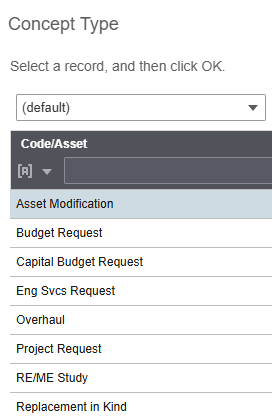 Concept Type
Select a record, and then click OK.
(default)
Code/Asset
[A]
Asset Modification
Budget Request
Capital Budget Request
Eng Svcs Request
Overhaul
Project Request
RE/ME Study
Replacement in Kind